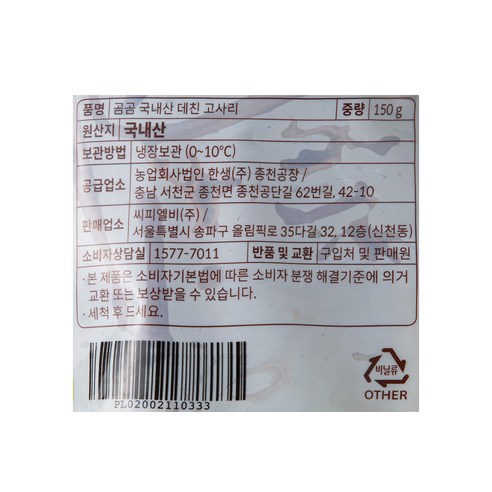 품명 곰곰 국내산 데친 고사리 중량 150 g
원산지 국내산
보관방법 냉장보관 (0~10℃)
공급업소 농업회사법인 한생(주) 종천공장 /
충남 서천군 종천면 종천공단길 62번길, 42-10
판매업소 씨피엘비(주) /
서울특별시 송파구 올림픽로 35다길 32, 12층(신천동)
소비자상담실 1577-7011 반품 및 교환 구입처 및 판매원
·본 제품은 소비자기본법에 따른 소비자 분쟁 해결기준에 의거
교환 또는 보상받을 수 있습니다.
·세척 후 드세요.
PL02002110333
비닐류
OTHER